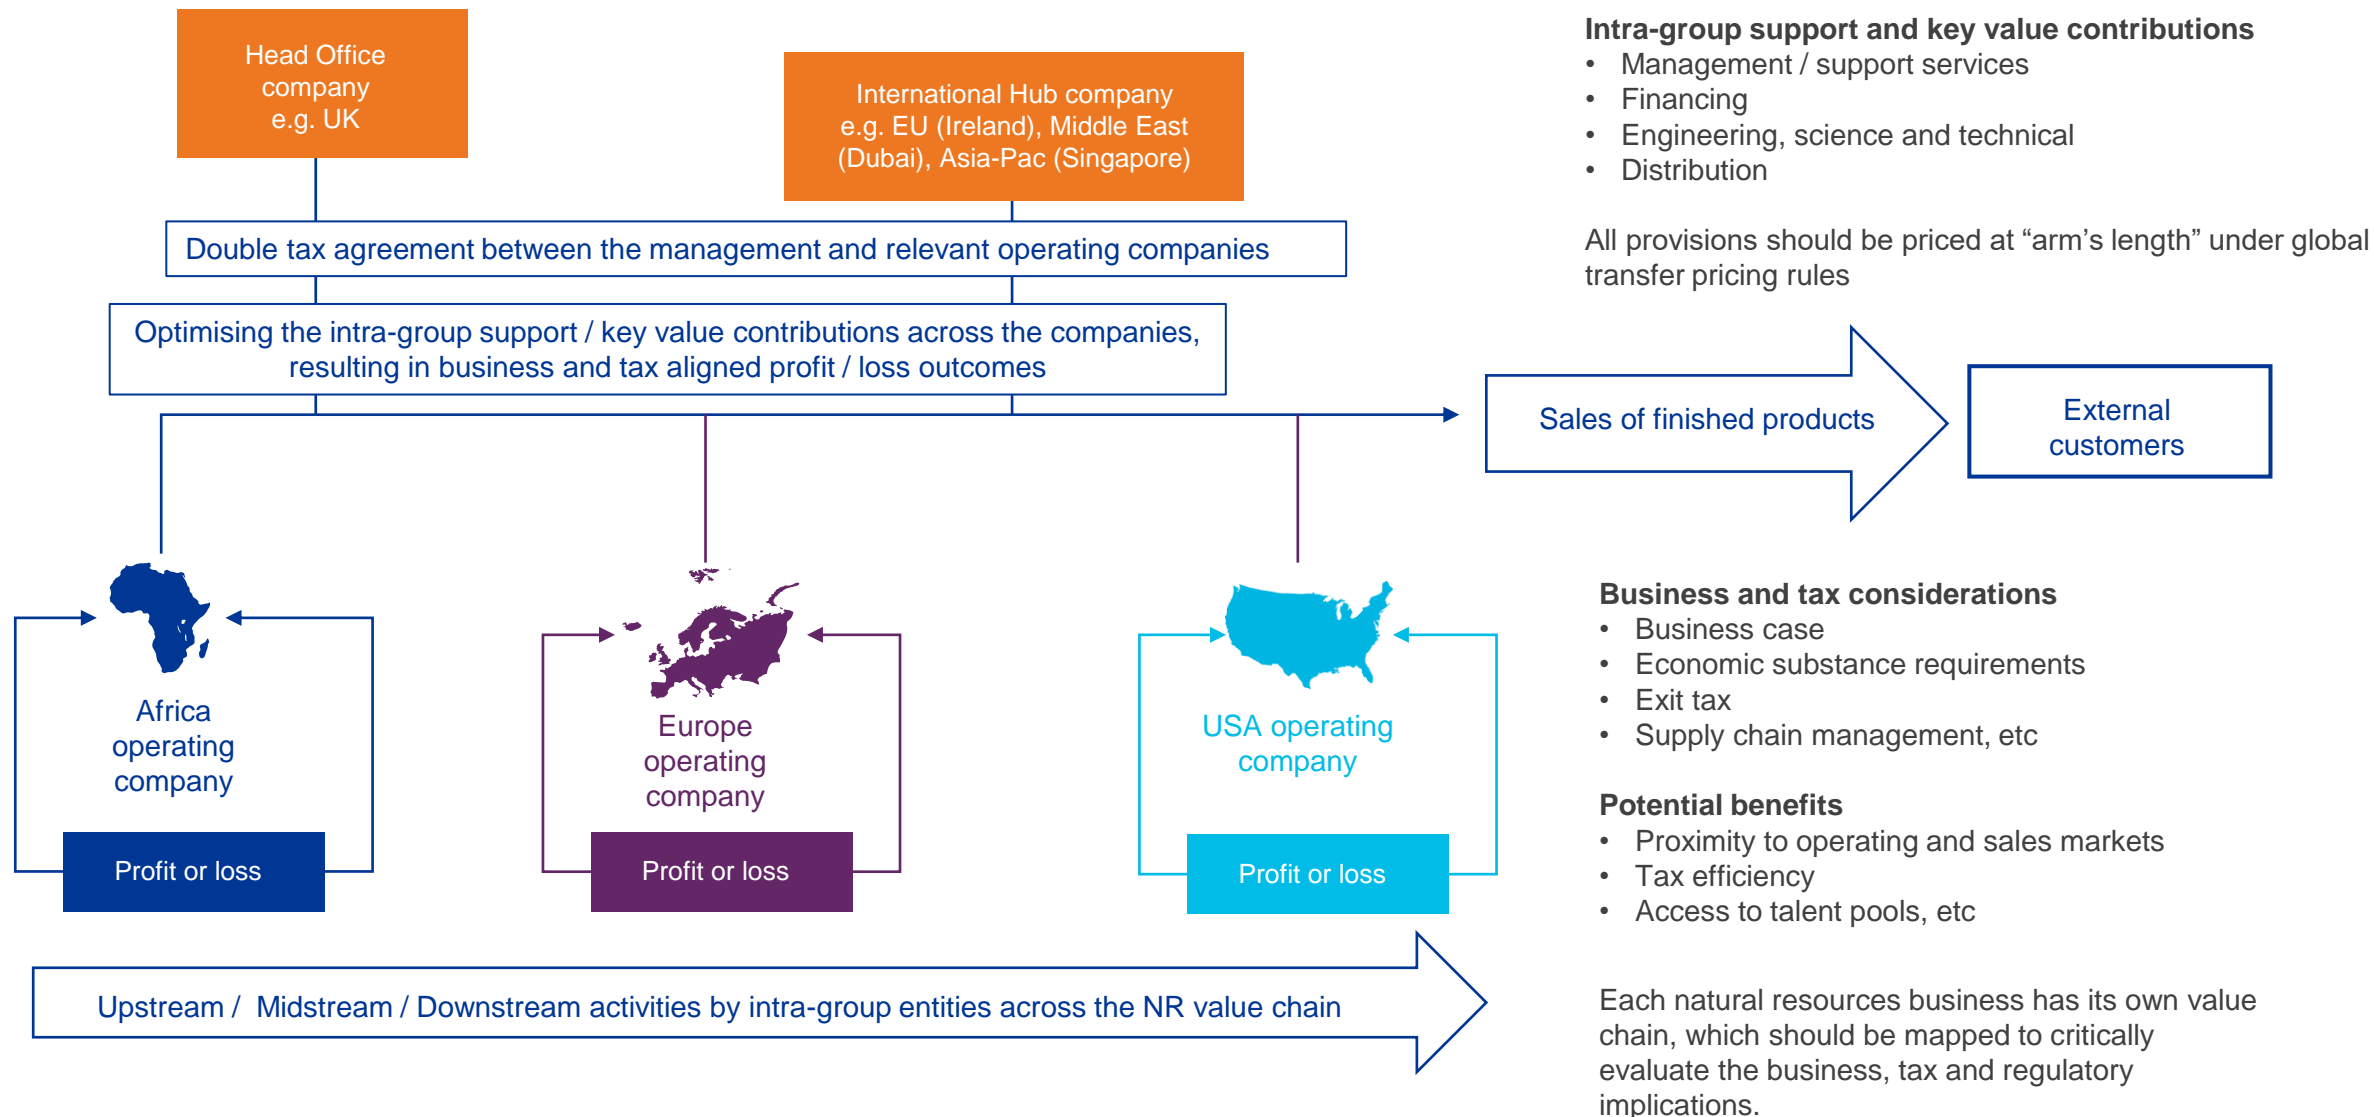 Head Office
company
e.g. UK
International Hub company
e.g. EU (Ireland), Middle East
(Dubai), Asia-Pac (Singapore)
Double tax agreement between the management and relevant operating companies
Optimising the intra-group support / key value contributions across the companies,
resulting in business and tax aligned profit / loss outcomes
Intra-group support and key value contributions
• Management / support services
• Financing
• Engineering, science and technical
• Distribution
All provisions should be priced at “arm’s length” under global
transfer pricing rules
Sales of finished products
External
customers
Africa
operating
company
Profit or loss
Europe
operating
company
Profit or loss
USA operating
company
Profit or loss
Upstream / Midstream / Downstream activities by intra-group entities across the NR value chain
Business and tax considerations
• Business case
• Economic substance requirements
• Exit tax
• Supply chain management, etc
Potential benefits
• Proximity to operating and sales markets
• Tax efficiency
• Access to talent pools, etc
Each natural resources business has its own value
chain, which should be mapped to critically
evaluate the business, tax and regulatory
implications.